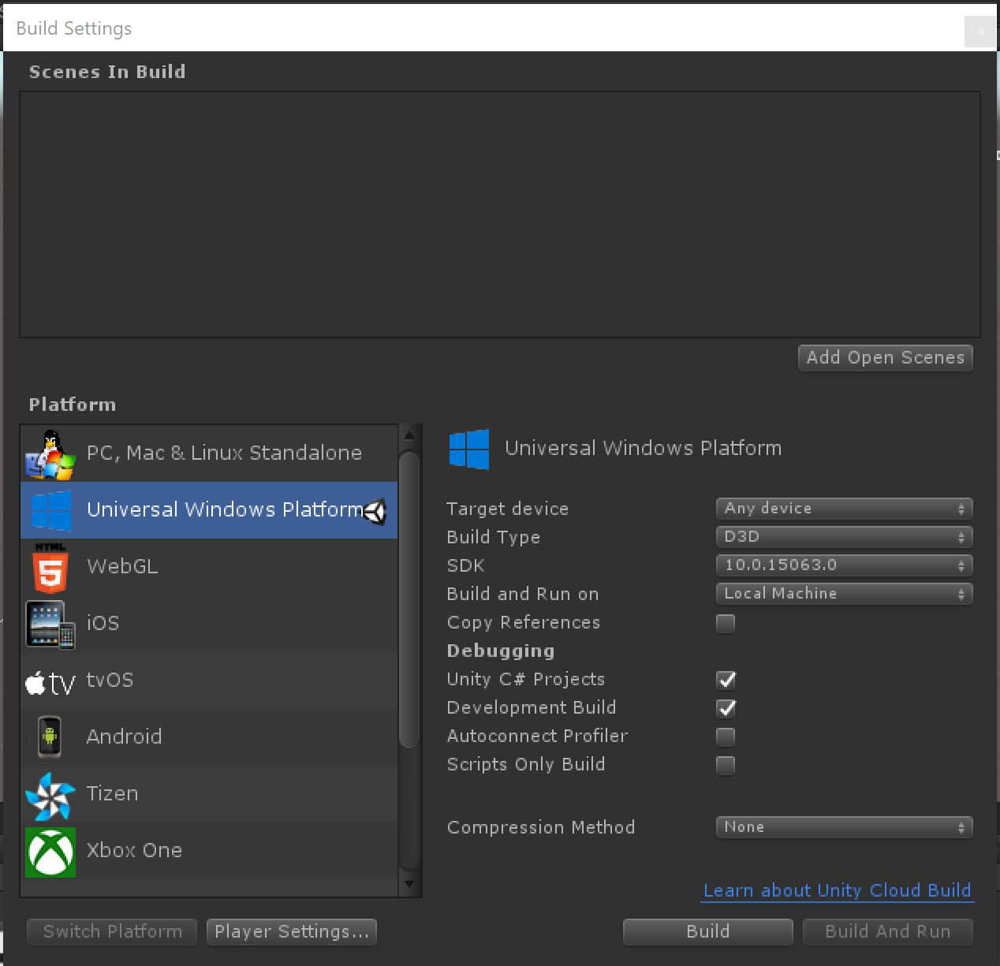 Build Settings
Scenes In Build
Add Open Scenes
Platform
PC, Mac & Linux Standalone
Universal Windows Platform
HTML
5
WebGL
iOS
tv
tvOS
Android
Tizen
Xbox One
Universal Windows Platform
Target device Any device
Build Type D3D
SDK 10.0.15063.0
Build and Run on Local Machine
Copy References
Debugging
Unity C# Projects
Development Build
Autoconnect Profiler
Scripts Only Build
Compression Method None
Learn about Unity Cloud Build
Switch Platform Player Settings... Build Build And Run